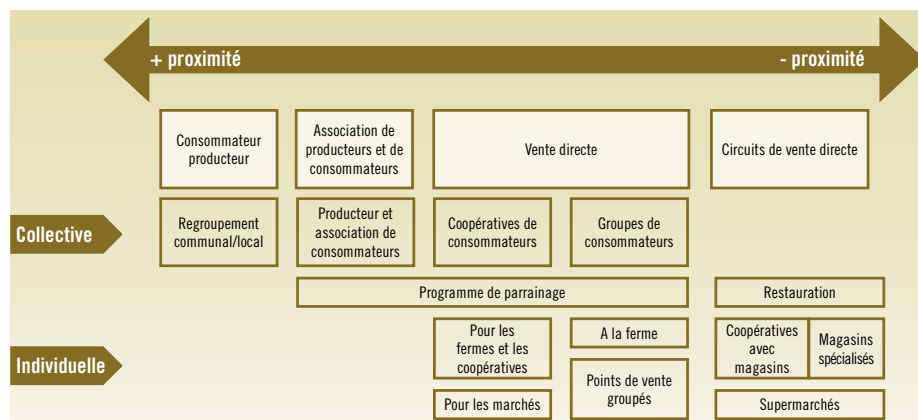 + proximité
- proximité
Consommateur
producteur
Association de
producteurs et de
consommateurs
Vente directe
Circuits de vente directe
Collective
Regroupement
communal/local
Producteur et
association de
consommateurs
Coopératives de
consommateurs
Groupes de
consommateurs
Programme de parrainage
Restauration
Individuelle
Pour les
fermes et les
coopératives
A la ferme
Coopératives
avec
magasins
Magasins
spécialisés
Points de vente
groupés
Pour les marchés
Supermarchés